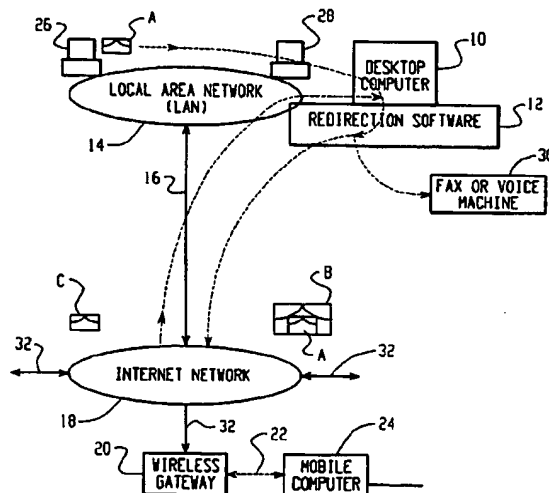 26
A
28
10
DESKTOP
COMPUTER
LOCAL AREA NETWORK
(LAN)
REDIRECTION SOFTWARE
12
14
16
FAX OR VOICE
MACHINE
C
B
A
32
32
INTERNET NETWORK
18
32
22
24
20
WIRELESS
GATEWAY
MOBILE
COMPUTER